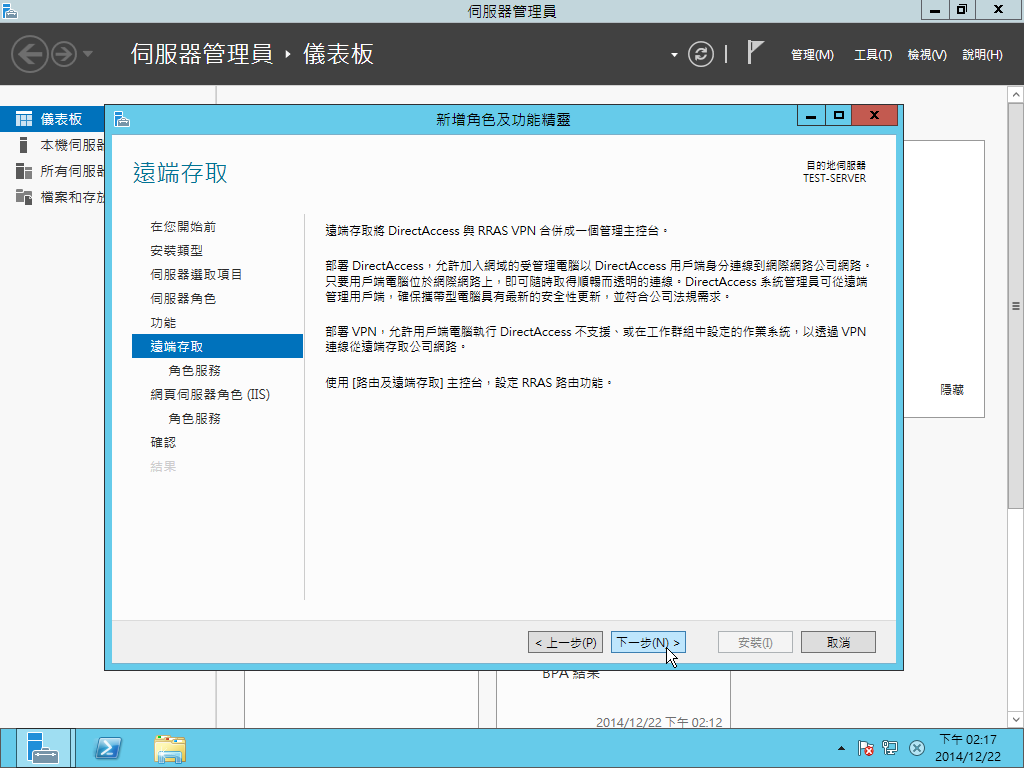 伺服器管理員
伺服器管理員 ‣ 儀表板
管理(M) 工具(T) 檢視(V) 說明(H)
儀表板
本機伺服器
所有伺服器
檔案和存放
新增角色及功能精靈
遠端存取
目的地伺服器
TEST-SERVER
在您開始前
安裝類型
伺服器選取項目
伺服器角色
功能
遠端存取
角色服務
網頁伺服器角色 (IIS)
角色服務
確認
結果
遠端存取將 DirectAccess 與 RRAS VPN 合併成一個管理主控台。
部署 DirectAccess，允許加入網域的受管理電腦以 DirectAccess 用戶端身分連線到網際網路公司網路。
只要用戶端電腦位於網際網路上，即可隨時取得順暢而透明的連線。DirectAccess 系統管理員可從遠端
管理用戶端，確保攜帶型電腦具有最新的安全性更新，並符合公司法規需求。
部署 VPN，允許用戶端電腦執行 DirectAccess 不支援、或在工作群組中設定的作業系統，以透過 VPN
連線從遠端存取公司網路。
使用 [路由及遠端存取] 主控台，設定 RRAS 路由功能。
隱藏
< 上一步(P) 下一步(N) > 安裝(I) 取消
BPA 結果
2014/12/22 下午 02:12
下午 02:17
2014/12/22